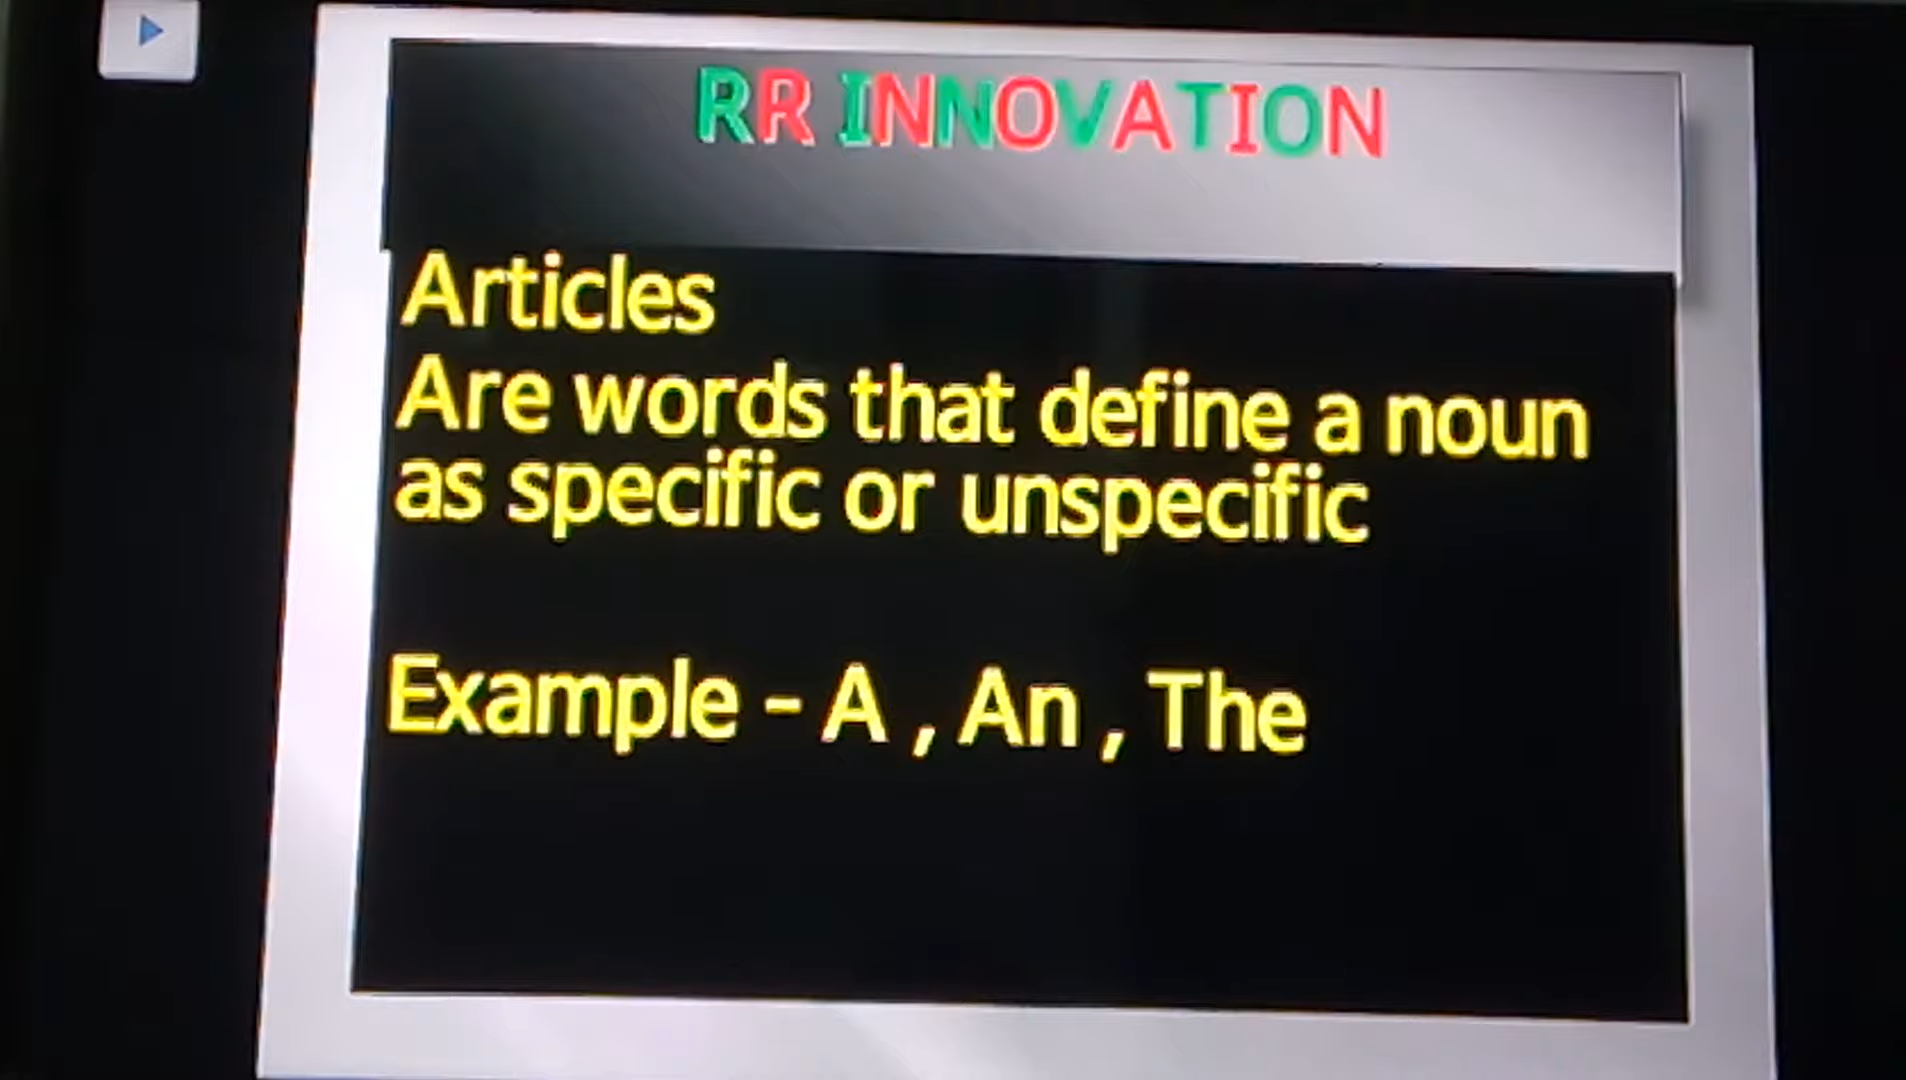 RR INNOVATION
Articles
Are words that define a noun
as specific or unspecific
Example - A , An , The